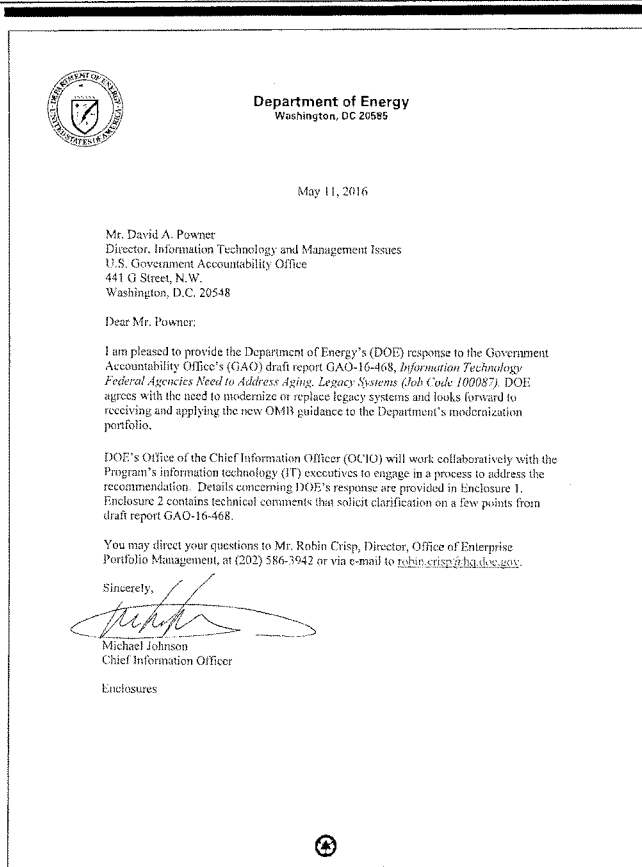 DEPARTMENT OF ENERGY
UNITED STATES OF AMERICA
Department of Energy
Washington, DC 20585
May 11, 2016
Mr. David A. Powner
Director, Information Technology and Management Issues
U.S. Government Accountability Office
441 G Street, N.W.
Washington, D.C. 20548
Dear Mr. Powner:
I am pleased to provide the Department of Energy's (DOE) response to the Government
Accountability Office's (GAO) draft report GAO-16-468, Information Technology
Federal Agencies Need to Address Aging, Legacy Systems (Job Code 100087). DOE
agrees with the need to modernize or replace legacy systems and looks forward to
receiving and applying the new OMB guidance to the Department's modernization
portfolio.
DOE's Office of the Chief Information Officer (OCIO) will work collaboratively with the
Program's information technology (IT) executives to engage in a process to address the
recommendation. Details concerning DOE's response are provided in Enclosure 1.
Enclosure 2 contains technical comments that solicit clarification on a few points from
draft report GAO-16-468.
You may direct your questions to Mr. Robin Crisp, Director, Office of Enterprise
Portfolio Management, at (202) 586-3942 or via e-mail to robin.crisp@hq.doe.gov.
Sincerely,
Michael Johnson
Chief Information Officer
Enclosures